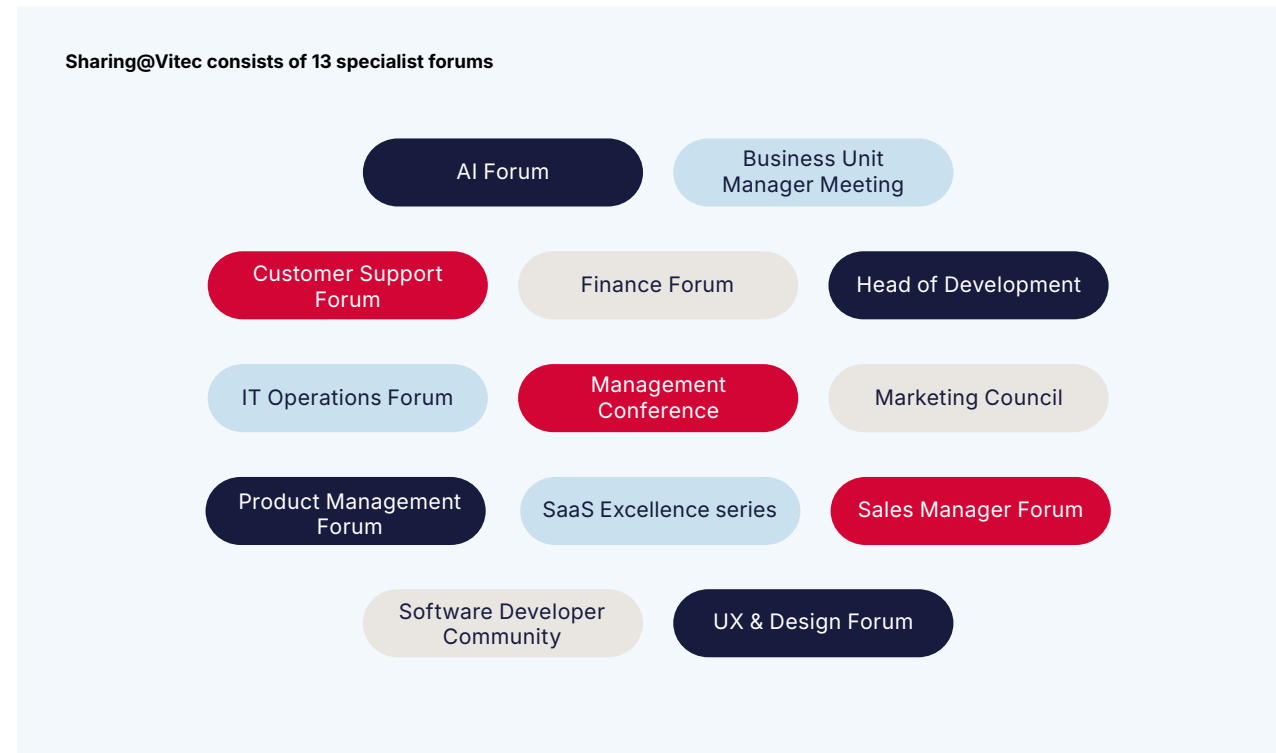 Sharing@Vitec consists of 13 specialist forums
AI Forum
Business Unit
Manager Meeting
Customer Support
Forum
Finance Forum
Head of Development
IT Operations Forum
Management
Conference
Marketing Council
Product Management
Forum
SaaS Excellence series
Sales Manager Forum
Software Developer
Community
UX & Design Forum